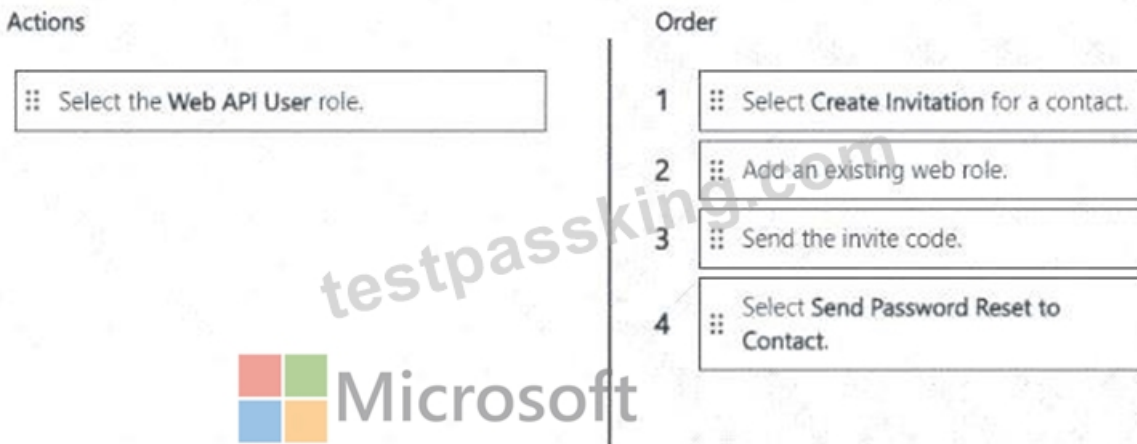 Actions
Order
Select the Web API User role.
1 Select Create Invitation for a contact.
2 Add an existing web role.
3 Send the invite code.
4 Select Send Password Reset to
Contact.
testpassking.com
Microsoft